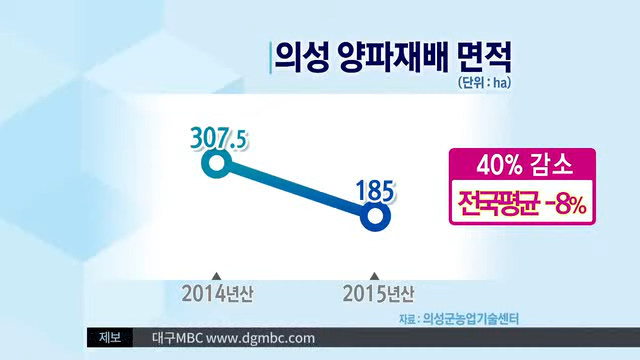 의성 양파재배 면적
(단위 : ha)
307.5
185
40% 감소
전국평균 -8%
2014년산
2015년산
자료 : 의성군농업기술센터
제보 대구MBC www.dgmbc.com